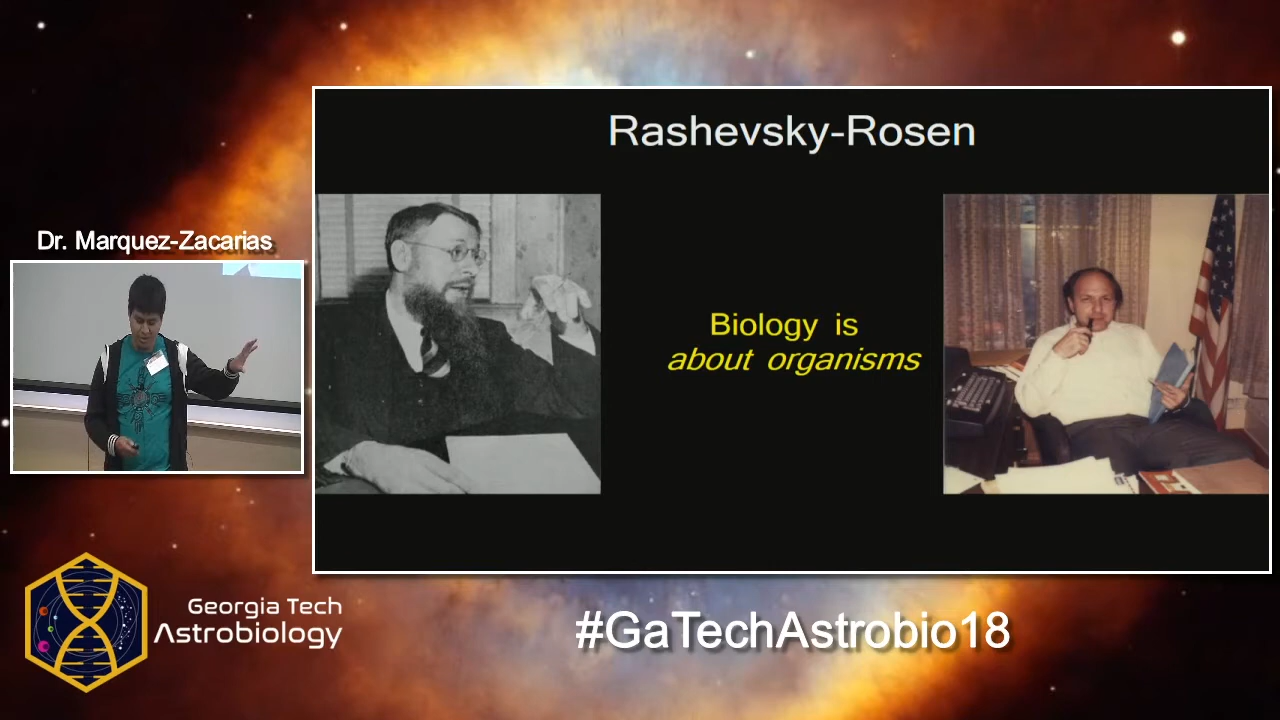 Rashevsky-Rosen
Dr. Marquez-Zacarias
Biology is
about organisms
Georgia Tech
Astrobiology
#GaTechAstrobio18